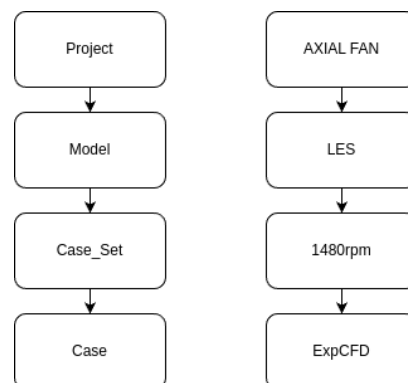 Project
Model
Case_Set
Case
AXIAL FAN
LES
1480rpm
ExpCFD